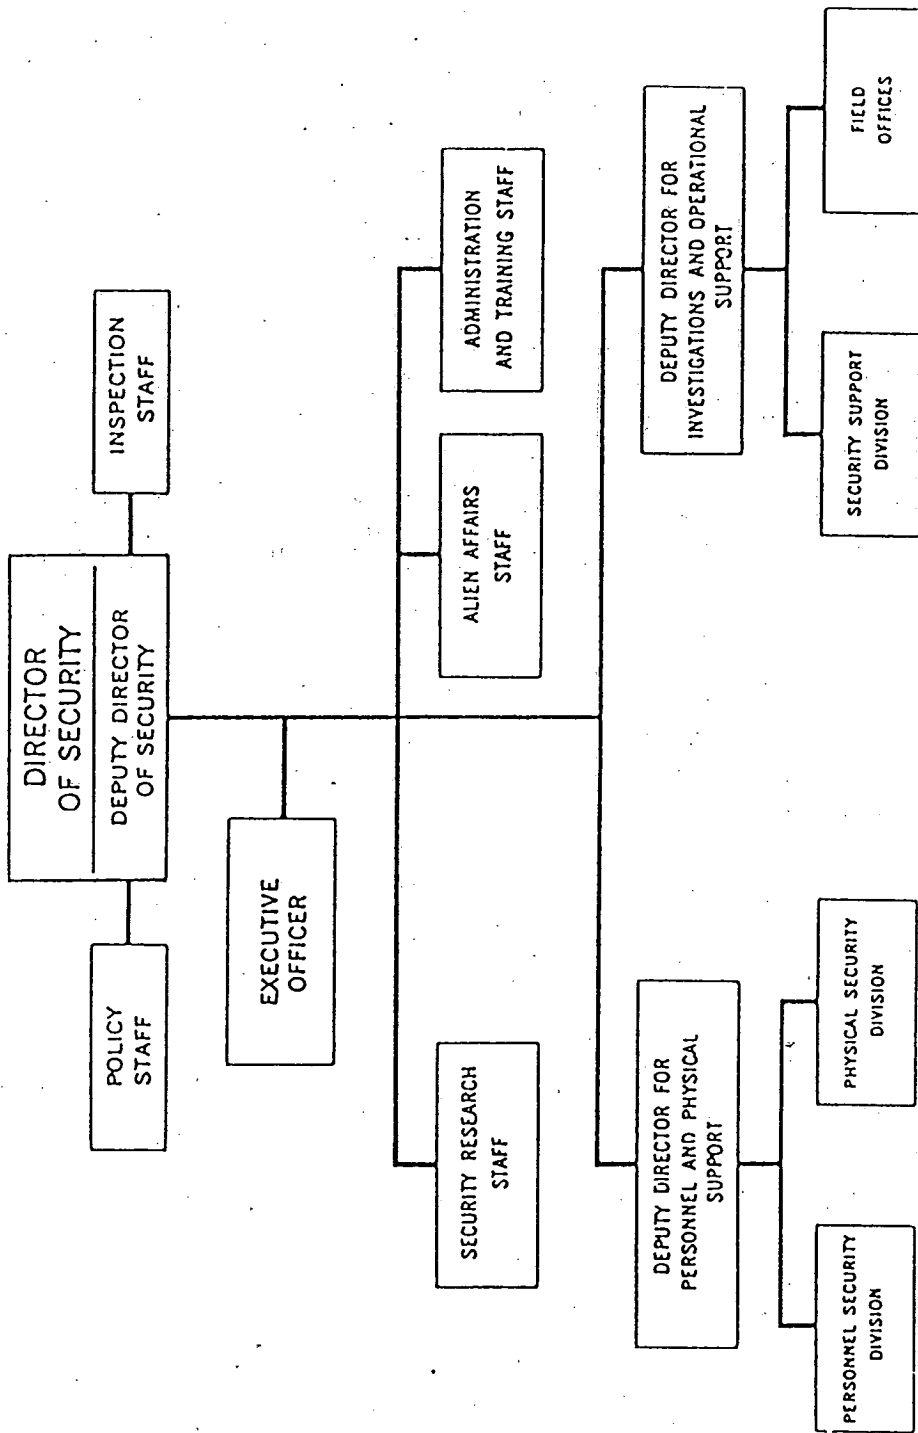 DIRECTOR
OF SECURITY
DEPUTY DIRECTOR
OF SECURITY
POLICY
STAFF
INSPECTION
STAFF
EXECUTIVE
OFFICER
SECURITY RESEARCH
STAFF
ALIEN AFFAIRS
STAFF
ADMINISTRATION
AND TRAINING STAFF
DEPUTY DIRECTOR FOR
PERSONNEL AND PHYSICAL
SUPPORT
DEPUTY DIRECTOR FOR
INVESTIGATIONS AND OPERATIONAL
SUPPORT
PERSONNEL SECURITY
DIVISION
PHYSICAL SECURITY
DIVISION
SECURITY SUPPORT
DIVISION
FIELD
OFFICES